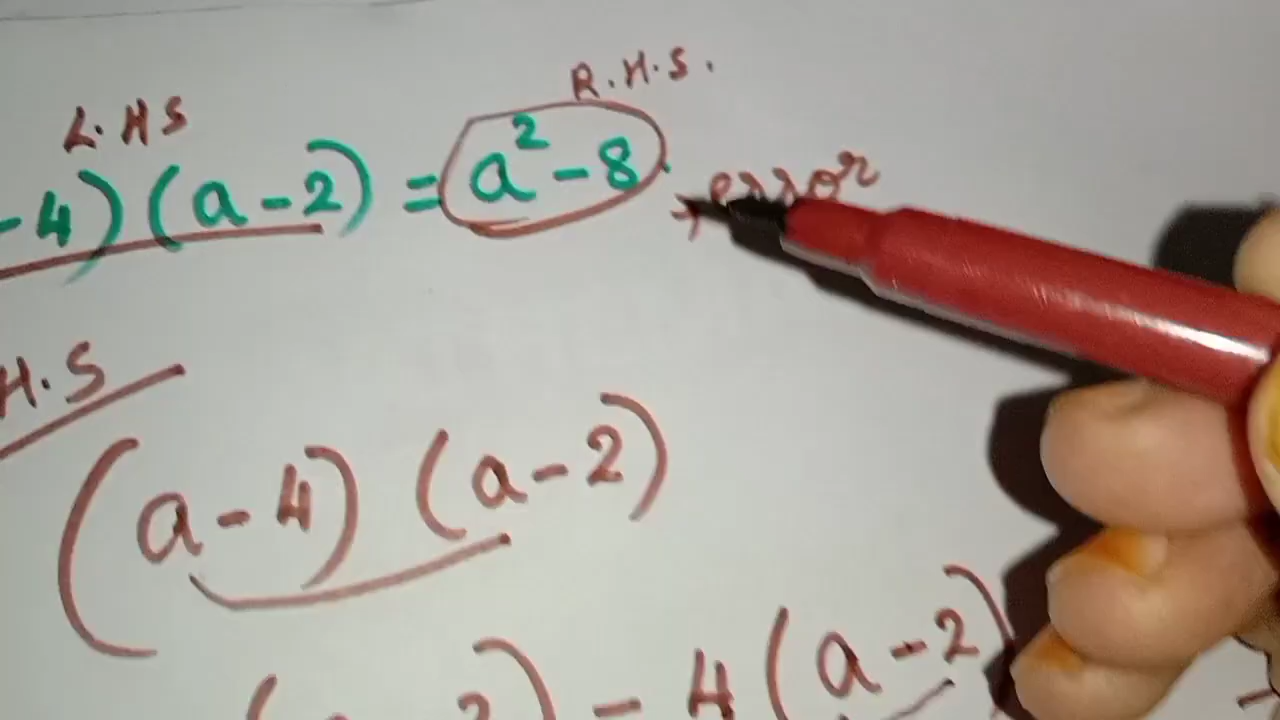 L.HS R.H.S.
-4)(a-2) = a²-8. → error
H.S
(a-4)(a-2)
-4(a-2)